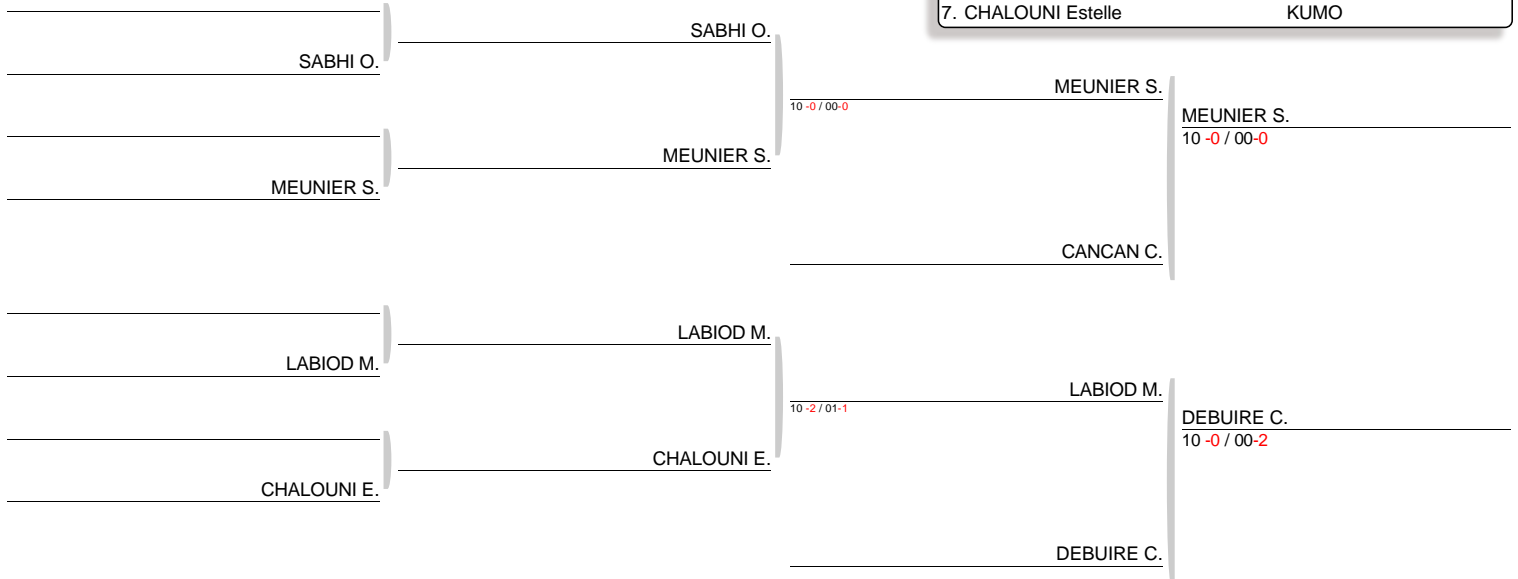 7. CHALOUNI Estelle KUMO
SABHI O.
SABHI O.
MEUNIER S.
10 -0 / 00-0
MEUNIER S.
10 -0 / 00-0
MEUNIER S.
MEUNIER S.
CANCAN C.
LABIOD M.
LABIOD M.
LABIOD M.
10 -2 / 01-1
DEBUIRE C.
10 -0 / 00-2
CHALOUNI E.
CHALOUNI E.
DEBUIRE C.